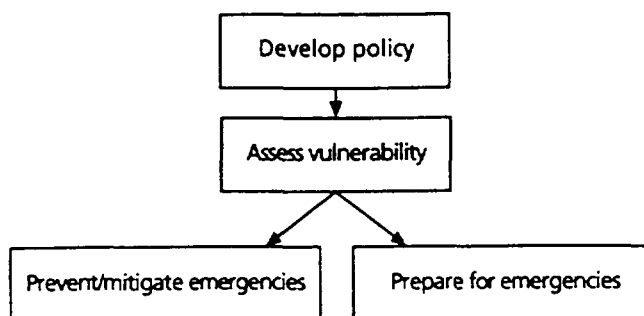 Develop policy
Assess vulnerability
Prevent/mitigate emergencies
Prepare for emergencies